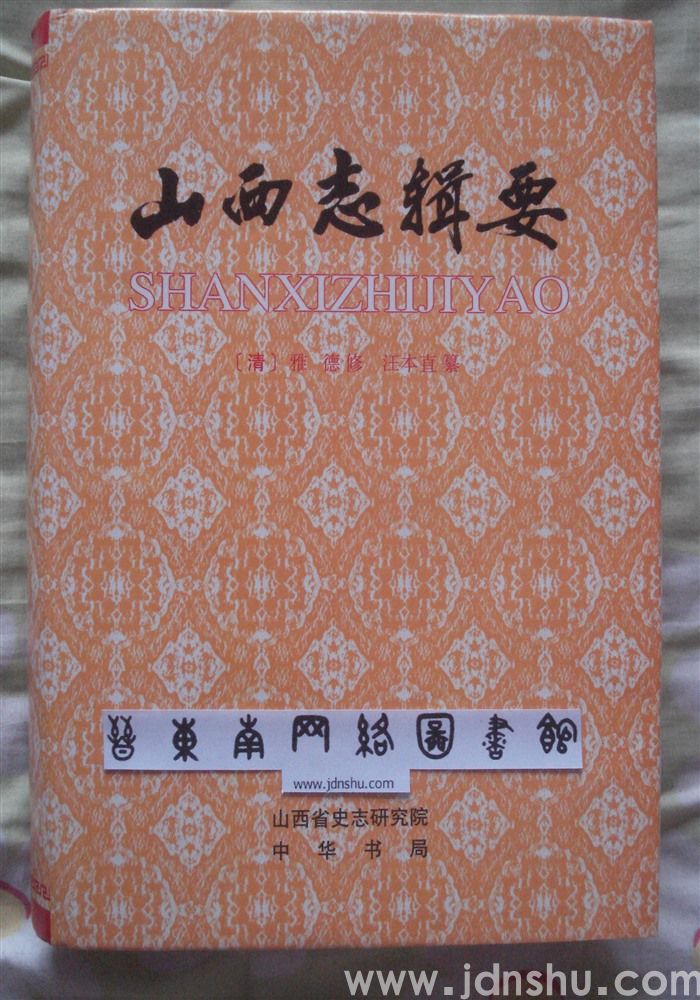 山西志辑要
SHANXIZHIJIYAO
〔清〕雅 德修 汪本直纂
晋東南网络圖書館
www.jdnshu.com
山西省史志研究院
中华书局
www.jdnshu.com